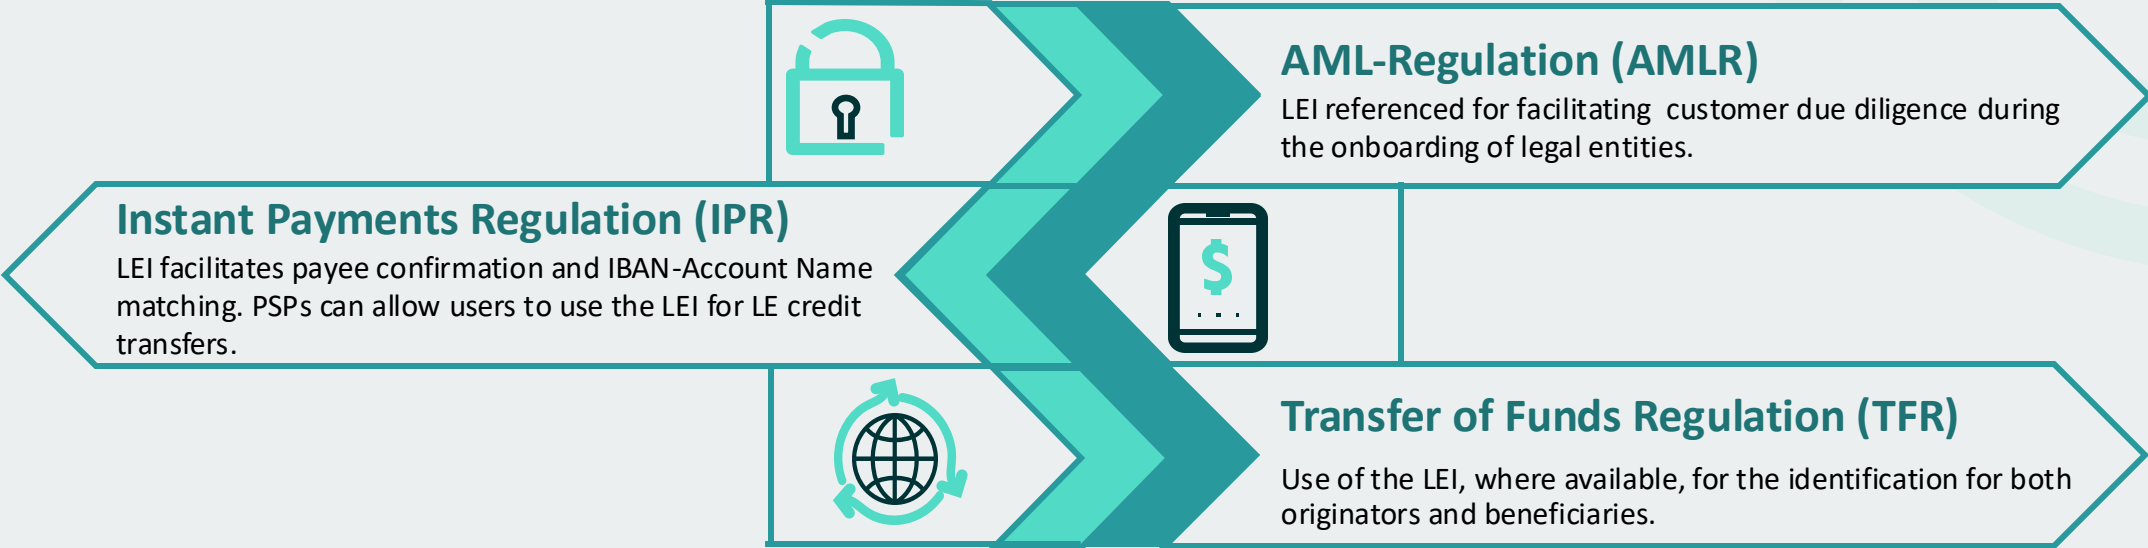 AML-Regulation (AMLR)
LEI referenced for facilitating customer due diligence during
the onboarding of legal entities.
Instant Payments Regulation (IPR)
LEI facilitates payee confirmation and IBAN-Account Name
matching. PSPs can allow users to use the LEI for LE credit
transfers.
$
Transfer of Funds Regulation (TFR)
Use of the LEI, where available, for the identification for both
originators and beneficiaries.